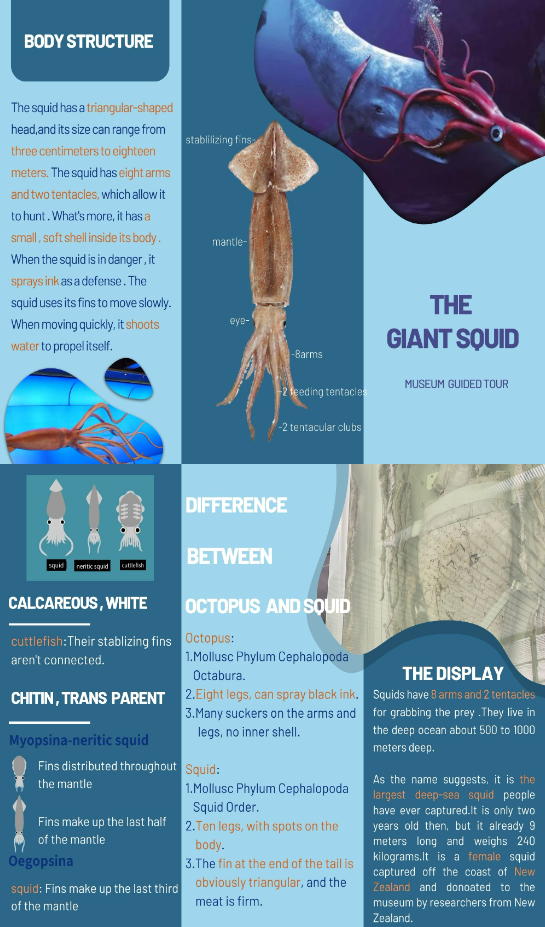 BODY STRUCTURE
The squid has a triangular-shaped
head,and its size can range from
three centimeters to eighteen
meters. The squid has eight arms
and two tentacles, which allow it
to hunt . What's more, it has a
small , soft shell inside its body .
When the squid is in danger , it
sprays ink as a defense . The
squid uses its fins to move slowly.
When moving quickly, it shoots
water to propel itself.
stablilizing fins-
mantle-
eye-
-8arms
-2 feeding tentacles
-2 tentacular clubs
THE
GIANT SQUID
MUSEUM GUIDED TOUR
squid
neritic squid
cuttlefish
CALCAREOUS , WHITE
cuttlefish:Their stablizing fins
aren't connected.
CHITIN , TRANS PARENT
Myopsina-neritic squid
Fins distributed throughout
the mantle
Fins make up the last half
of the mantle
Oegopsina
squid: Fins make up the last third
of the mantle
DIFFERENCE
BETWEEN
OCTOPUS AND SQUID
Octopus:
1.Mollusc Phylum Cephalopoda
Octabura.
2.Eight legs, can spray black ink.
3.Many suckers on the arms and
legs, no inner shell.
Squid:
1.Mollusc Phylum Cephalopoda
Squid Order.
2.Ten legs, with spots on the
body.
3.The fin at the end of the tail is
obviously triangular, and the
meat is firm.
THE DISPLAY
Squids have 8 arms and 2 tentacles
for grabbing the prey .They live in
the deep ocean about 500 to 1000
meters deep.
As the name suggests, it is the
largest deep-sea squid people
have ever captured.It is only two
years old then, but it already 9
meters long and weighs 240
kilograms.It is a female squid
captured off the coast of New
Zealand and donoated to the
museum by researchers from New
Zealand.